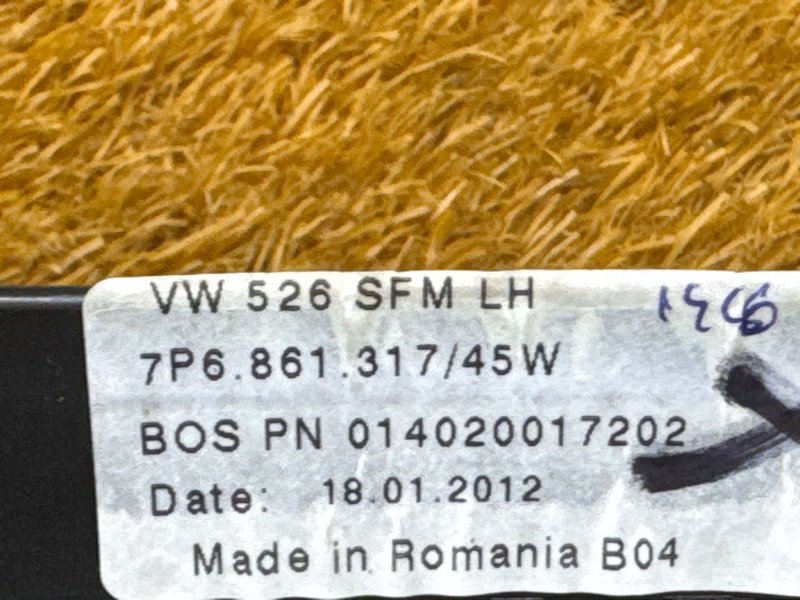 VW 526 SFM LH
7P6.861.317/45W
BOS PN 014020017202
Date: 18.01.2012
Made in Romania B04